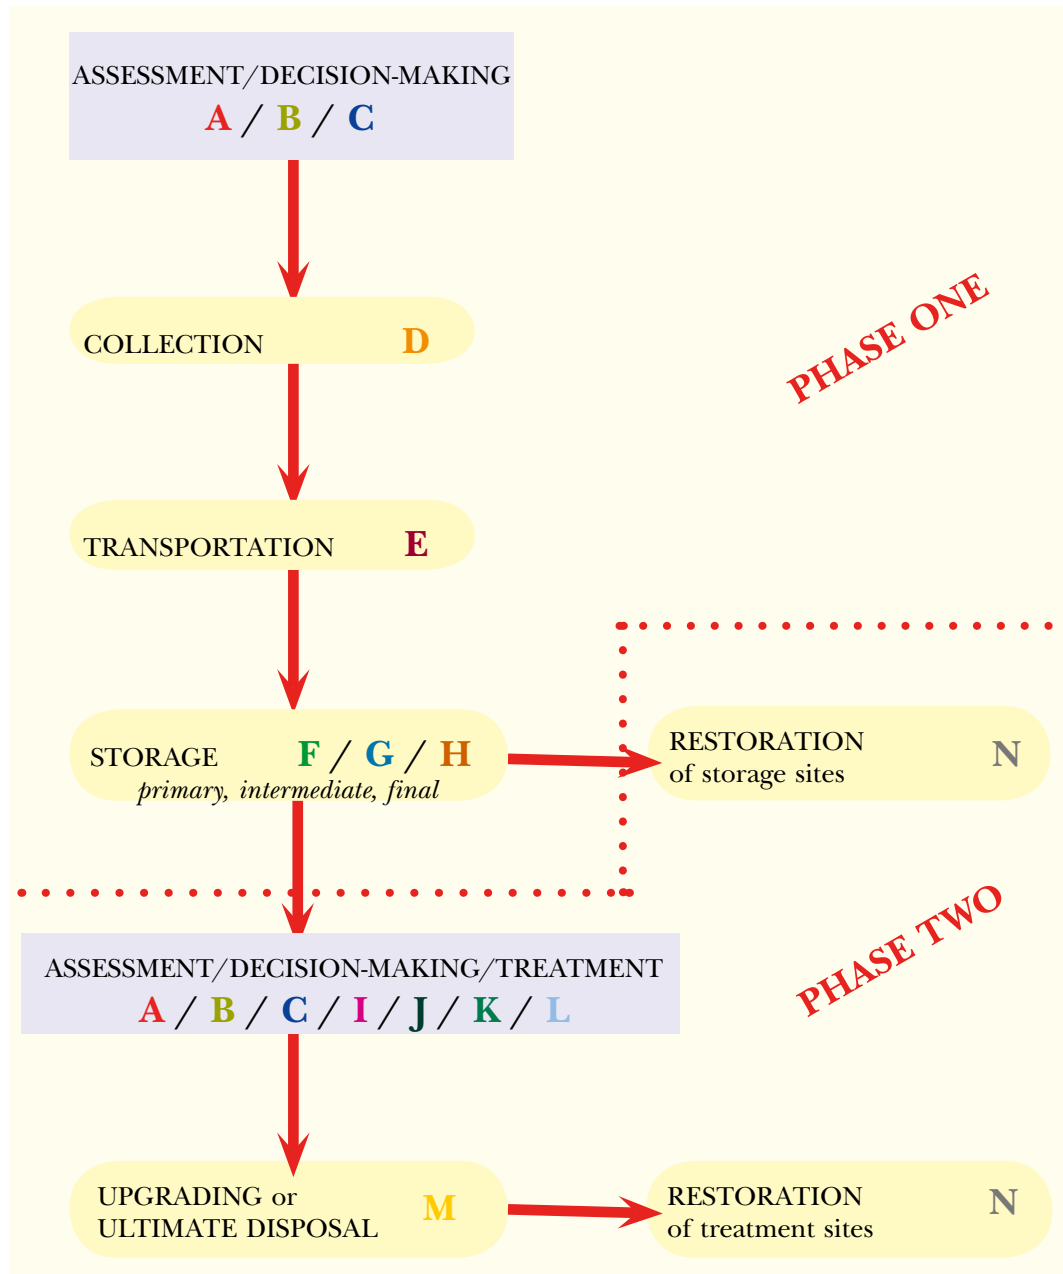 ASSESSMENT/DECISION-MAKING
A / B / C
PHASE ONE
COLLECTION D
TRANSPORTATION E
STORAGE F / G / H
primary, intermediate, final
RESTORATION N
of storage sites
PHASE TWO
ASSESSMENT/DECISION-MAKING/TREATMENT
A / B / C / I / J / K / L
UPGRADING or M
ULTIMATE DISPOSAL
RESTORATION N
of treatment sites